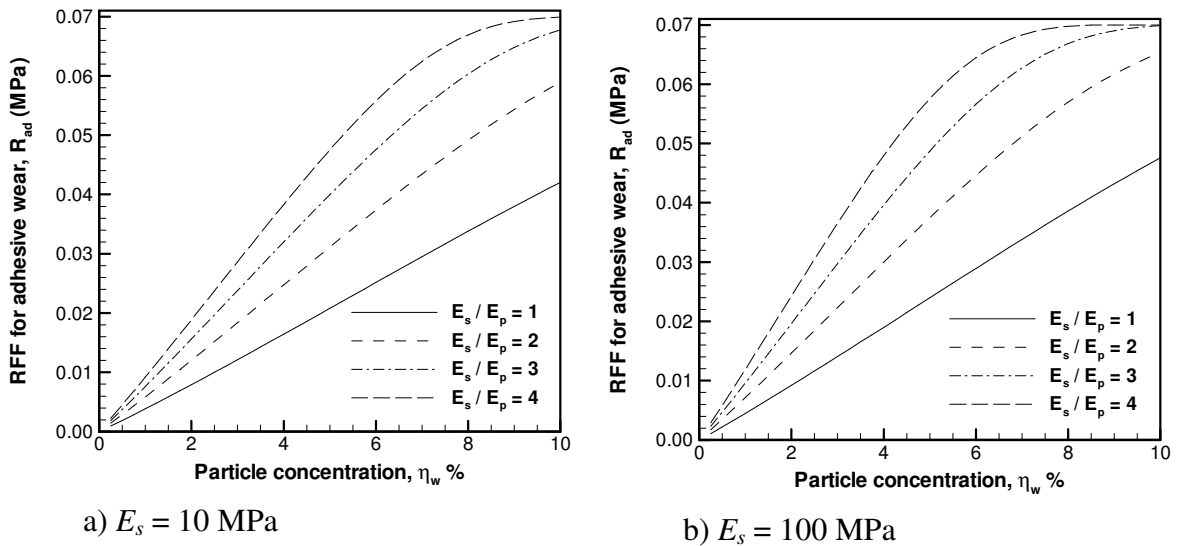 RFF for adhesive wear, R_ad (MPa)
0.07
0.06
0.05
0.04
0.03
0.02
0.01
0.00
E_s / E_p = 1
E_s / E_p = 2
E_s / E_p = 3
E_s / E_p = 4
0 2 4 6 8 10
Particle concentration, η_w %
a) E_s = 10 MPa
RFF for adhesive wear, R_ad (MPa)
0.07
0.06
0.05
0.04
0.03
0.02
0.01
0.00
E_s / E_p = 1
E_s / E_p = 2
E_s / E_p = 3
E_s / E_p = 4
0 2 4 6 8 10
Particle concentration, η_w %
b) E_s = 100 MPa